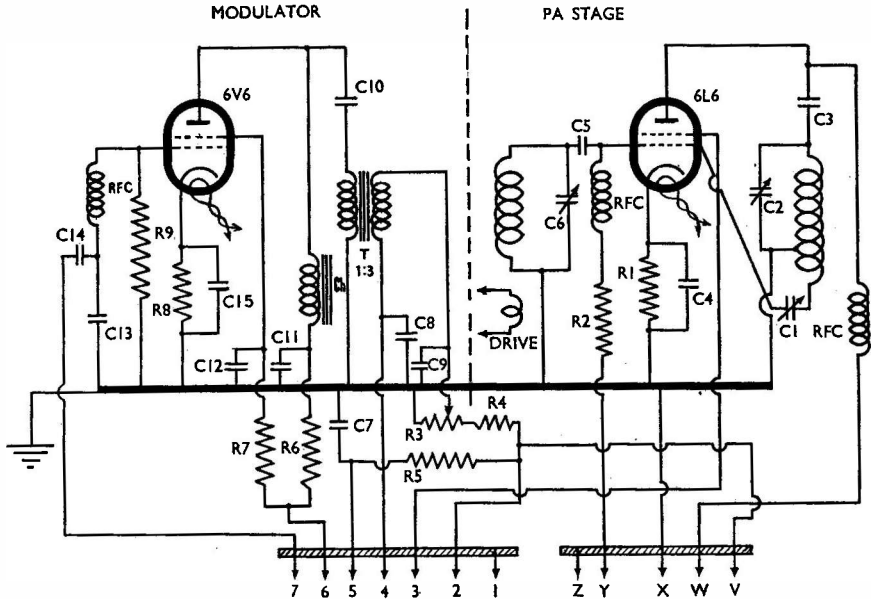 MODULATOR
PA STAGE
6V6
C10
6L6
C3
C5
RFC
C14
R9
C6
RFC
C2
T
1:3
Ch
R8
C15
R1
C4
R2
C13
C12
C11
C8
C9
DRIVE
C1
RFC
R7
R6
C7
R3
R4
R5
7 6 5 4 3 2 1 Z Y X W V